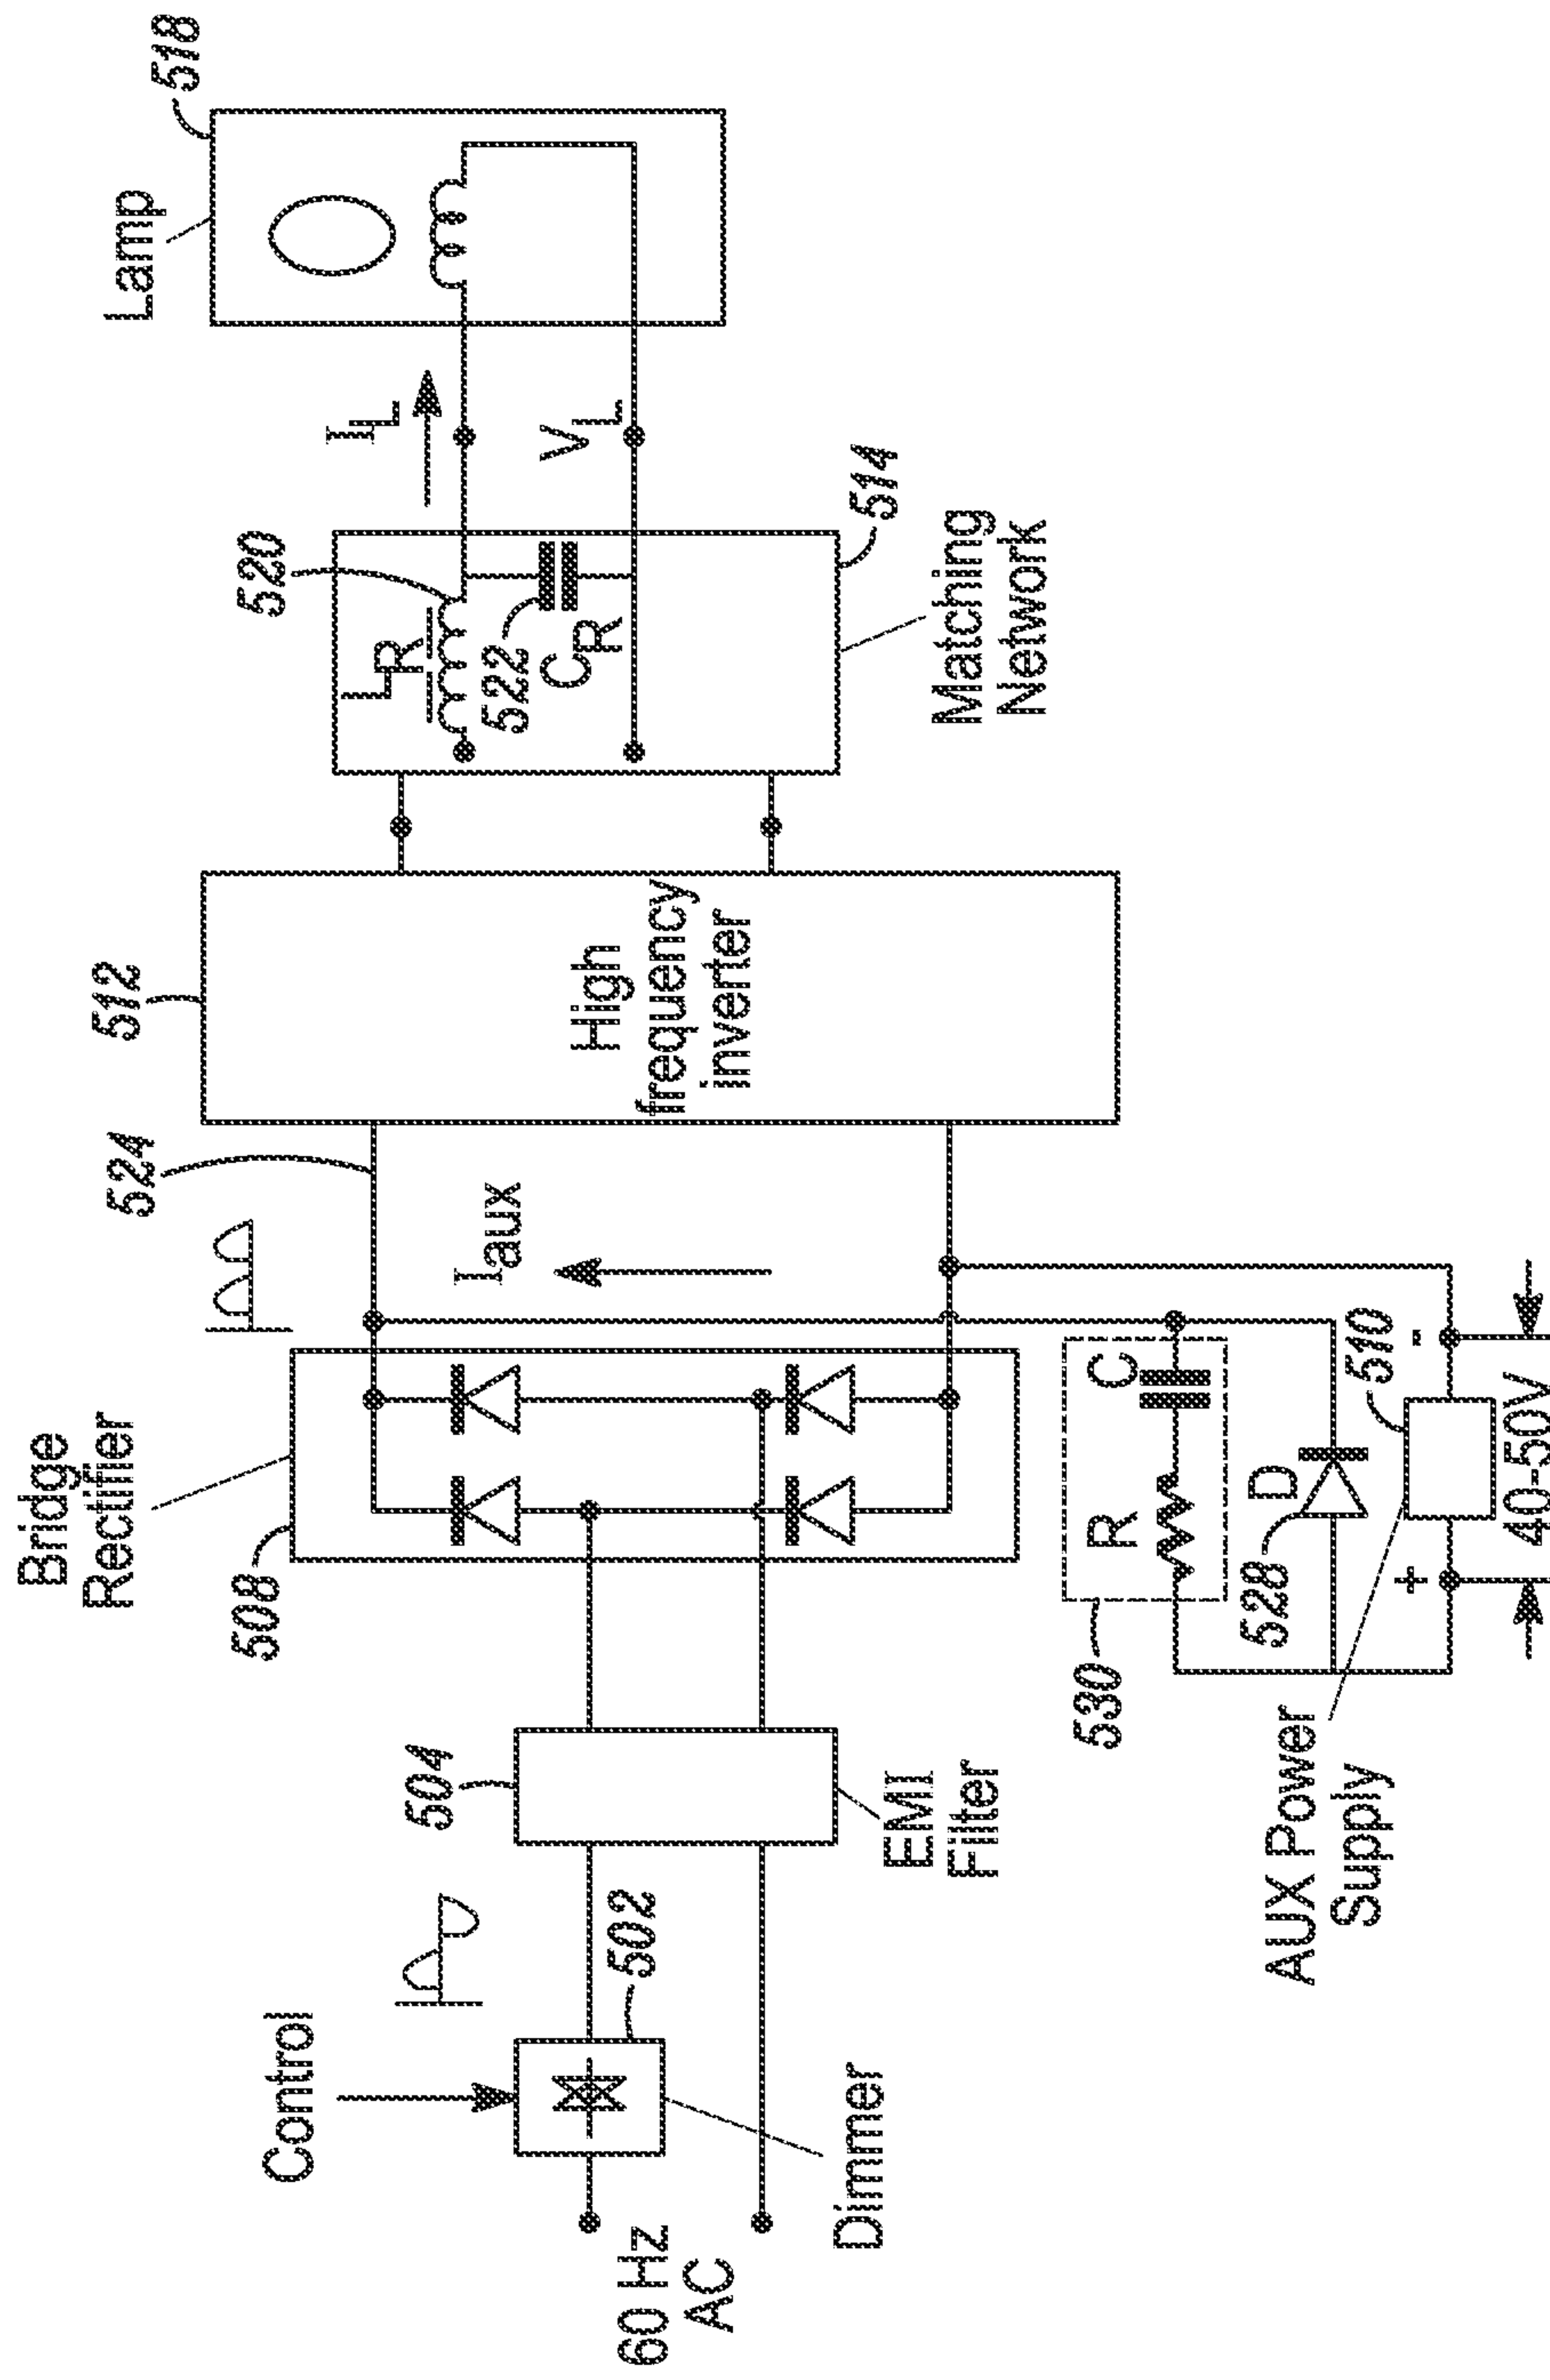 Control
60 Hz
AC
Dimmer
502
504
EMI
Filter
Bridge
Rectifier
508
524
I aux
512
High
frequency
inverter
520
L R
522
C R
514
Matching
Network
I L
V L
Lamp
518
530
R
C
528
D
510
AUX Power
Supply
+
-
40-50V